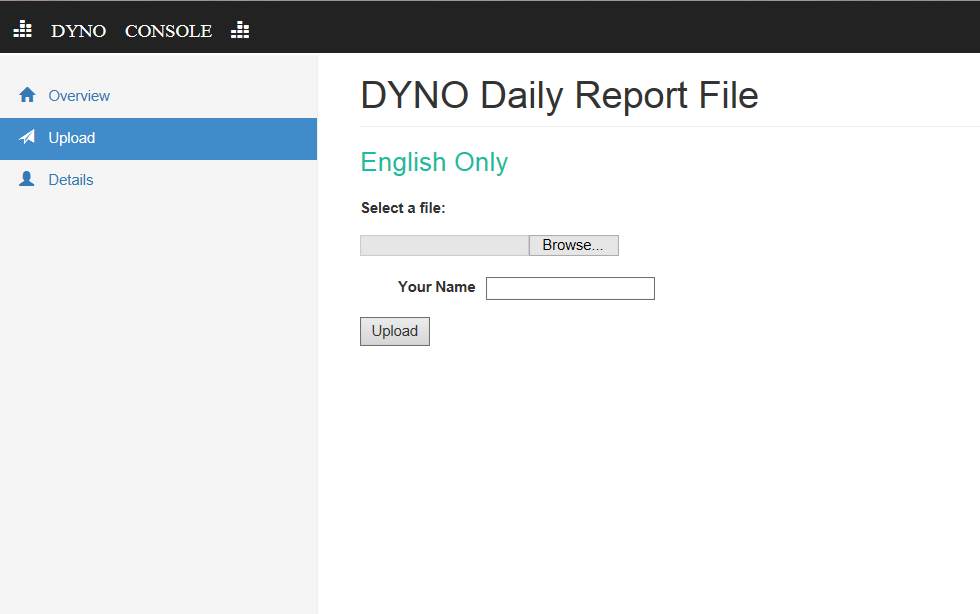 DYNO CONSOLE
Overview
Upload
Details
DYNO Daily Report File
English Only
Select a file:
Browse...
Your Name
Upload